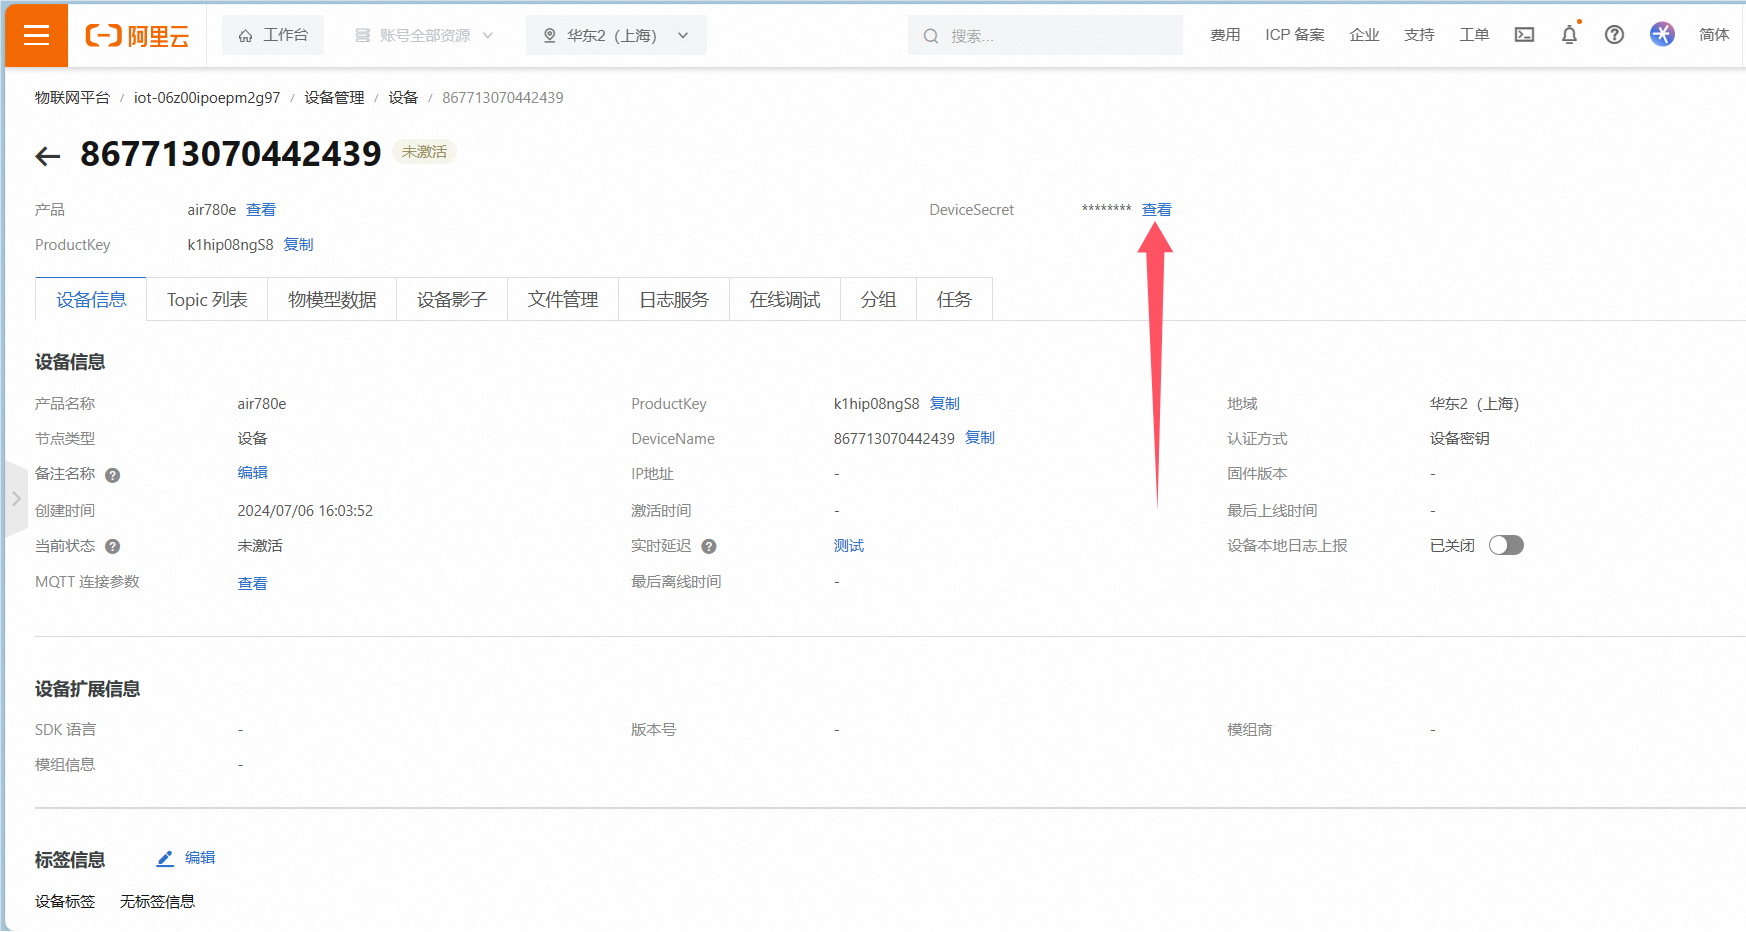 阿里云 工作台 账号全部资源 华东2（上海） 搜索... 费用 ICP 备案 企业 支持 工单 简体
物联网平台 / iot-06z00ipoepm2g97 / 设备管理 / 设备 / 867713070442439
867713070442439 未激活
产品 air780e 查看 DeviceSecret ******** 查看
ProductKey k1hip08ngS8 复制
设备信息 Topic 列表 物模型数据 设备影子 文件管理 日志服务 在线调试 分组 任务
设备信息
产品名称 air780e ProductKey k1hip08ngS8 复制 地域 华东2（上海）
节点类型 设备 DeviceName 867713070442439 复制 认证方式 设备密钥
备注名称 编辑 IP地址 - 固件版本 -
创建时间 2024/07/06 16:03:52 激活时间 - 最后上线时间 -
当前状态 未激活 实时延迟 测试 设备本地日志上报 已关闭
MQTT 连接参数 查看 最后离线时间 -
设备扩展信息
SDK 语言 - 版本号 - 模组商 -
模组信息 -
标签信息 编辑
设备标签 无标签信息